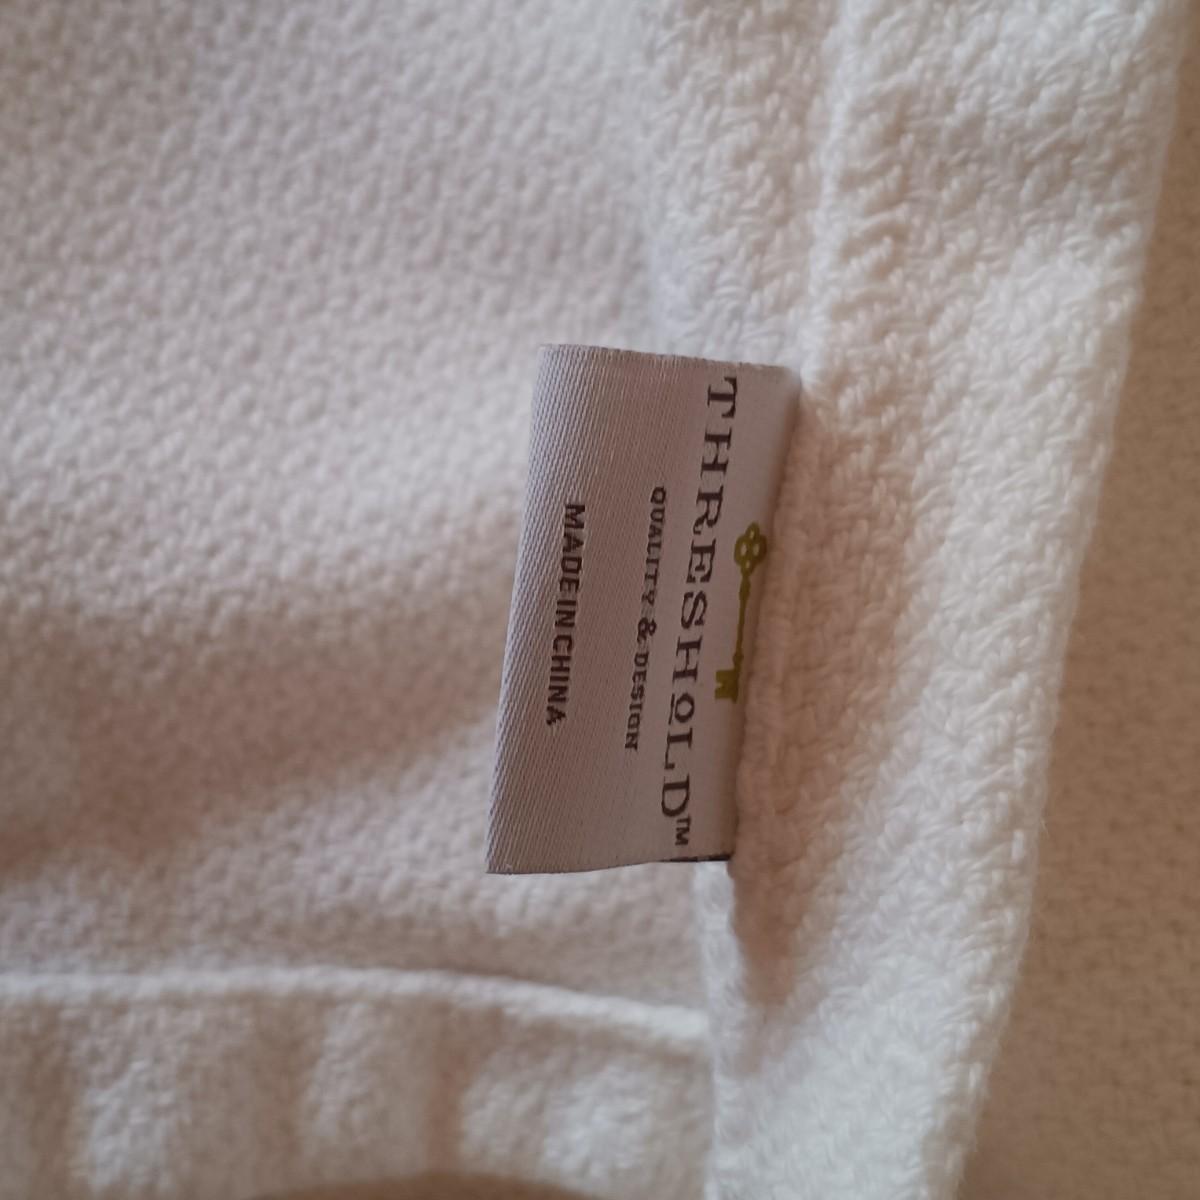 THRESHOLD™
QUALITY & DESIGN
MADE IN CHINA